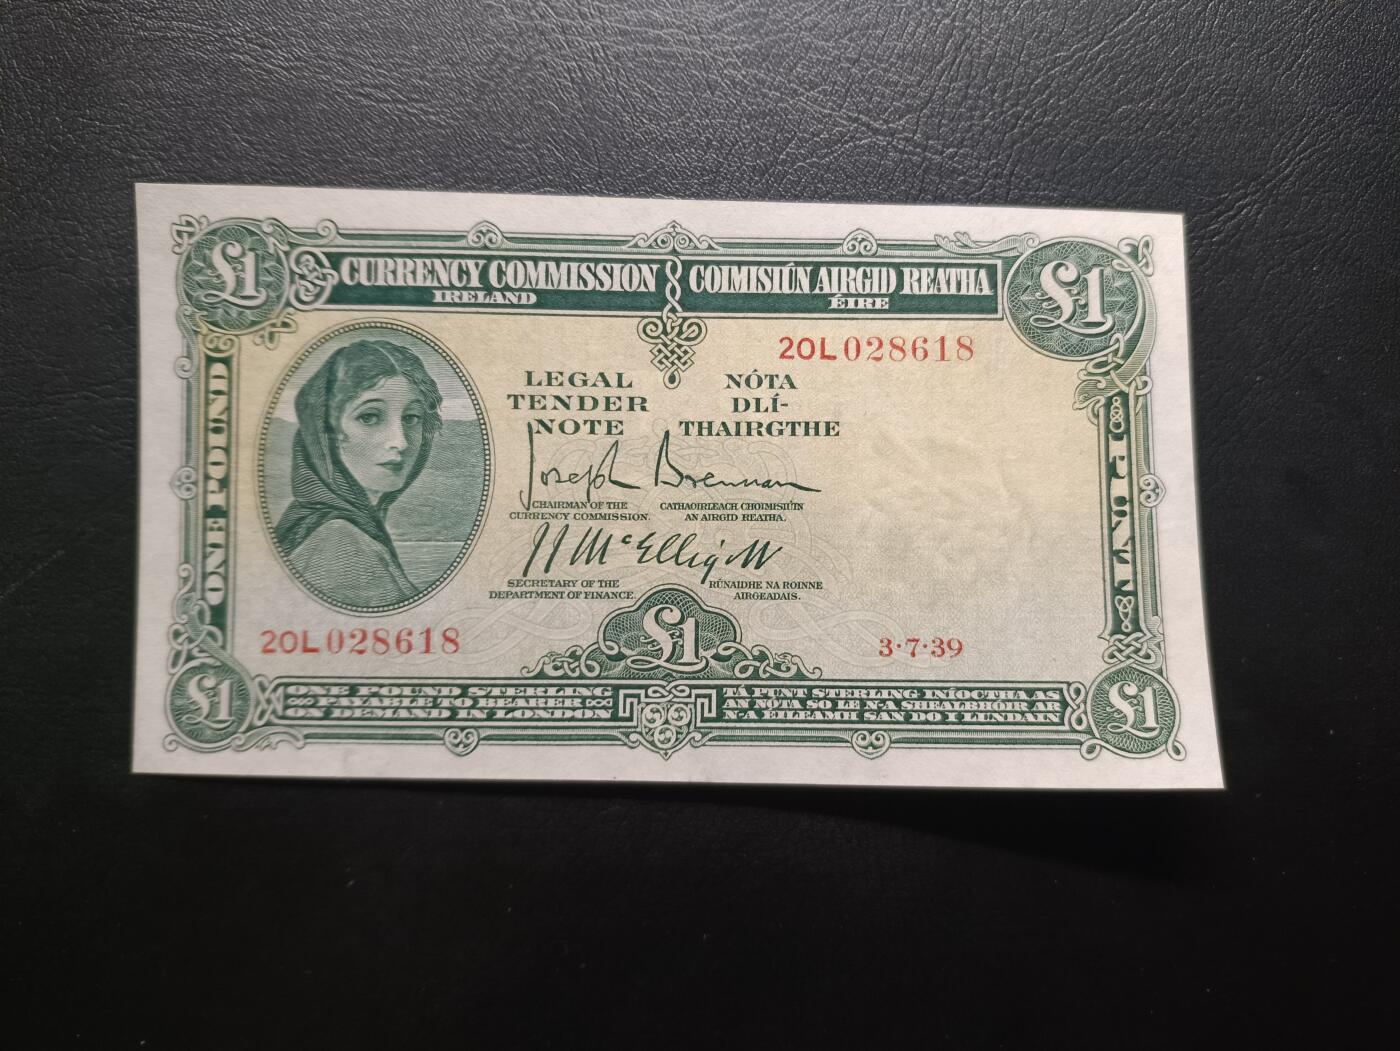 £1
CURRENCY COMMISSION
IRELAND
COIMISIÚN AIRGID REATHA
ÉIRE
£1
20L 028618
LEGAL
TENDER
NOTE
NÓTA
DLÍ-
THAIRGTHE
ONE POUND
Joseph Brennan
CHAIRMAN OF THE
CURRENCY COMMISSION.
CATHAOIRLEACH CHOIMISIÚIN
AN AIRGID REATHA.
J J McElligott
SECRETARY OF THE
DEPARTMENT OF FINANCE.
RÚNAIDHE NA ROINNE
AIRGEADAIS.
20L 028618
£1
3·7·39
£1
ONE POUND STERLING
PAYABLE TO BEARER
ON DEMAND IN LONDON
TÁ PUNT STERLING INÍOCTHA AS
AN NÓTA SO LE N-A SHEALBHÓIR AR
N-A ÉILEAMH SAN DO Y LUNDAIN
£1